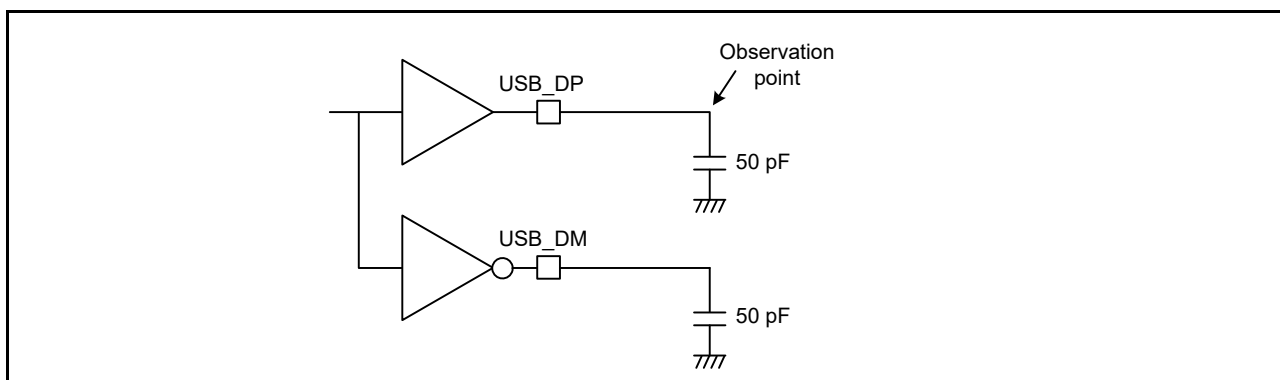 Observation
point
USB_DP
50 pF
USB_DM
50 pF